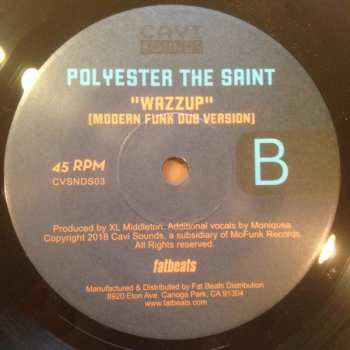 CAVI
SOUNDS
POLYESTER THE SAINT
"WAZZUP"
(MODERN FUNK DUB VERSION)
45 RPM
CVSNDS03
B
Produced by XL Middleton. Additional vocals by Moniquea.
Copyright 2018 Cavi Sounds, a subsidiary of MoFunk Records.
All Rights reserved.
fatbeats
Manufactured & Distributed by Fat Beats Distribution
8920 Eton Ave. Canoga Park, CA 91304
www.fatbeats.com